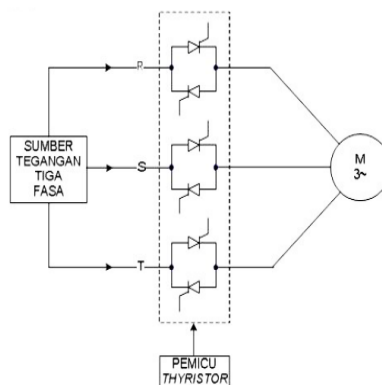 R
SUMBER
TEGANGAN
TIGA
FASA
S
M
3~
T
PEMICU
THYRISTOR